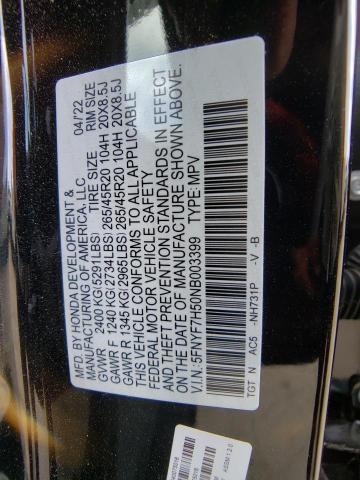 MFD. BY HONDA DEVELOPMENT & 04/22
MANUFACTURING OF AMERICA, LLC
TIRE SIZE RIM SIZE
GVWR 2400 KG(5291LBS)
GAWR F 1240 KG(2734LBS) 265/45R20 104H 20X8.5J
GAWR R 1345 KG(2965LBS) 265/45R20 104H 20X8.5J
THIS VEHICLE CONFORMS TO ALL APPLICABLE
FEDERAL MOTOR VEHICLE SAFETY
AND THEFT PREVENTION STANDARDS IN EFFECT
ON THE DATE OF MANUFACTURE SHOWN ABOVE.
V.I.N.:5FNYF7H50NB003399 TYPE:MPV
TGT N AC5 -NH731P -V -B